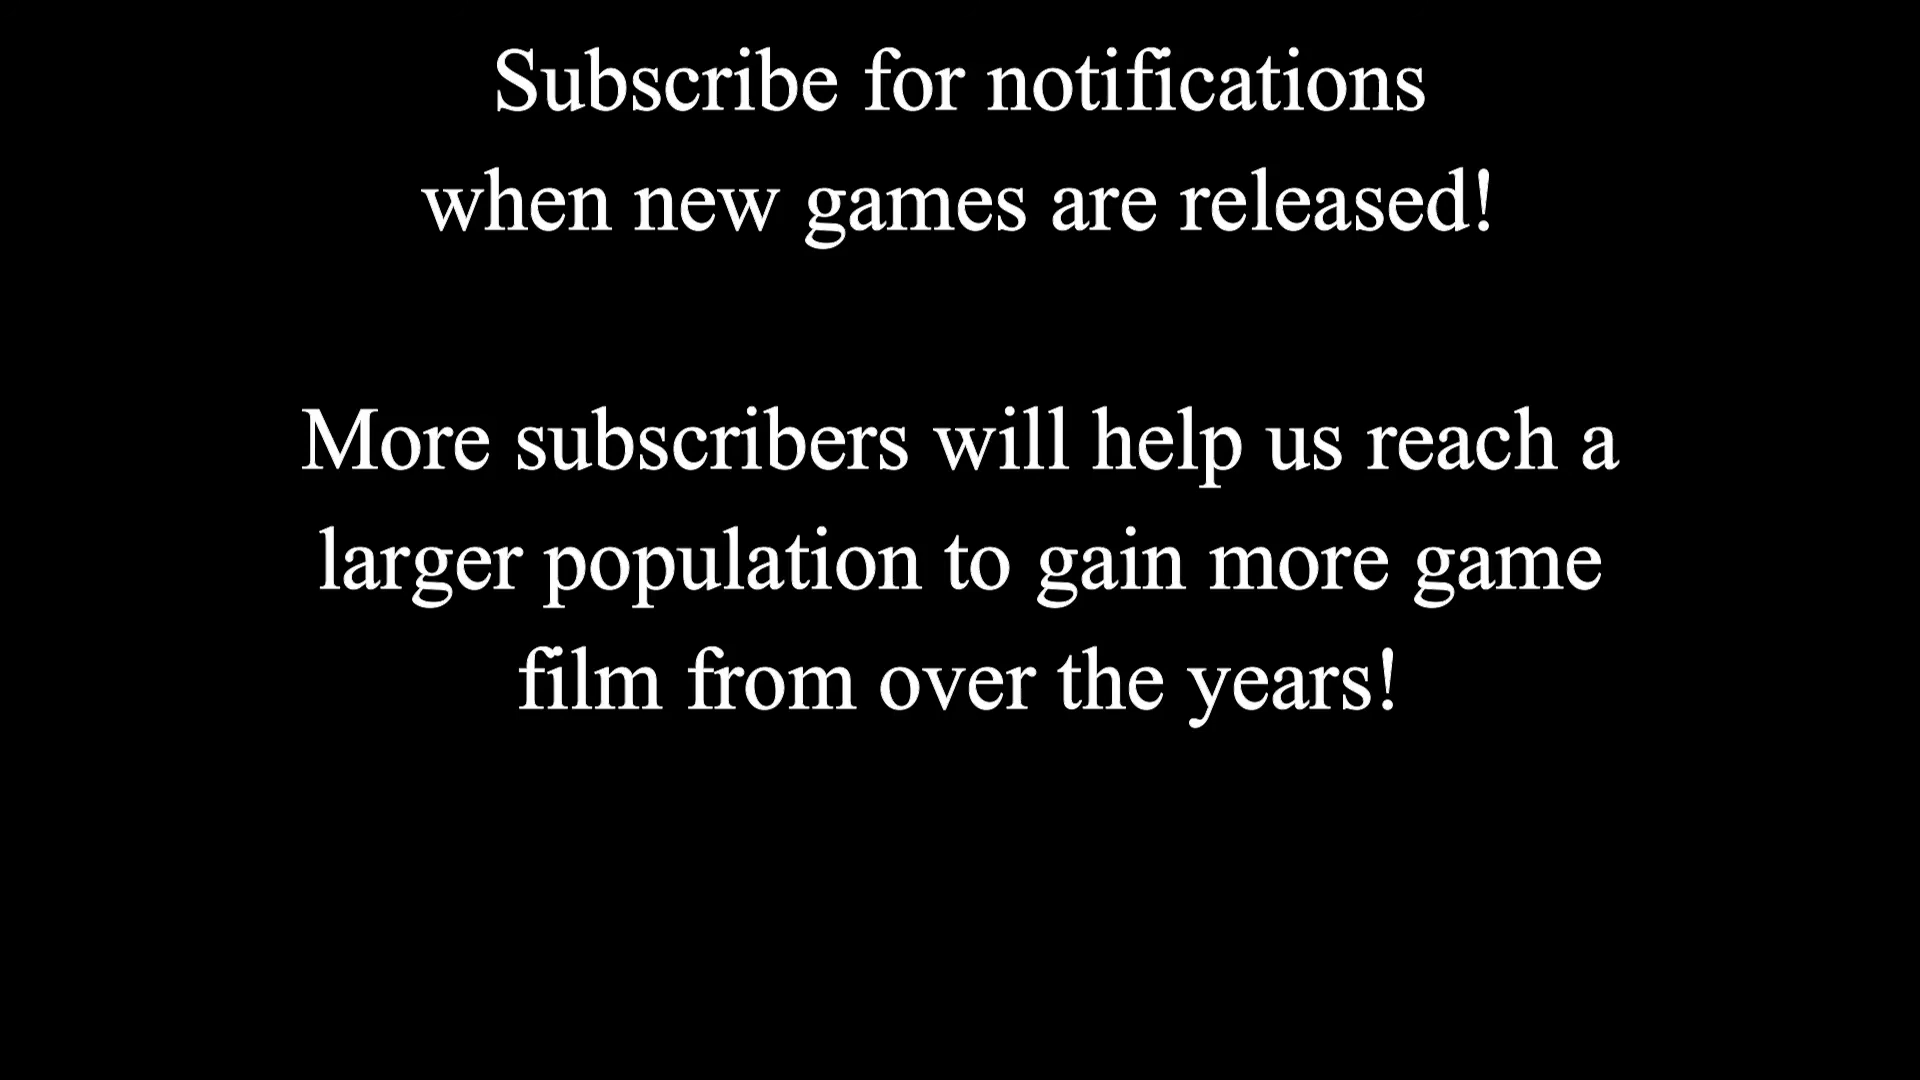 Subscribe for notifications
when new games are released!
More subscribers will help us reach a
larger population to gain more game
film from over the years!